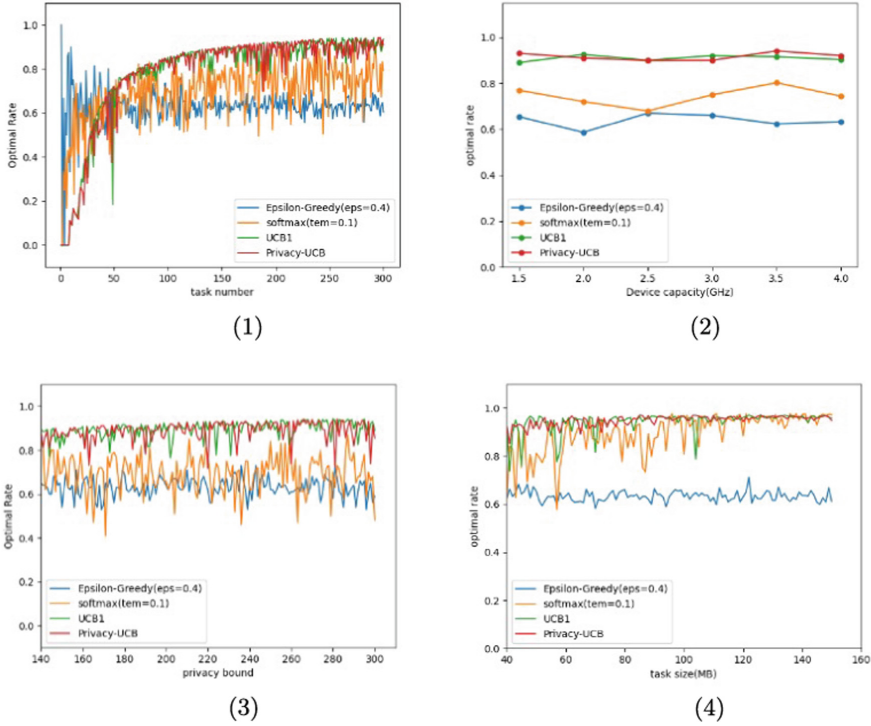 1.0
0.8
0.6
0.4
0.2
0.0
Optimal Rate
Epsilon-Greedy(eps=0.4)
softmax(tem=0.1)
UCB1
Privacy-UCB
0 50 100 150 200 250 300
task number
(1)
1.0
0.8
0.6
0.4
0.2
0.0
optimal rate
Epsilon-Greedy(eps=0.4)
softmax(tem=0.1)
UCB1
Privacy-UCB
1.5 2.0 2.5 3.0 3.5 4.0
Device capacity(GHz)
(2)
1.0
0.8
0.6
0.4
0.2
0.0
Optimal Rate
Epsilon-Greedy(eps=0.4)
softmax(tem=0.1)
UCB1
Privacy-UCB
140 160 180 200 220 240 260 280 300
privacy bound
(3)
1.0
0.8
0.6
0.4
0.2
0.0
optimal rate
Epsilon-Greedy(eps=0.4)
softmax(tem=0.1)
UCB1
Privacy-UCB
40 60 80 100 120 140 160
task size(MB)
(4)